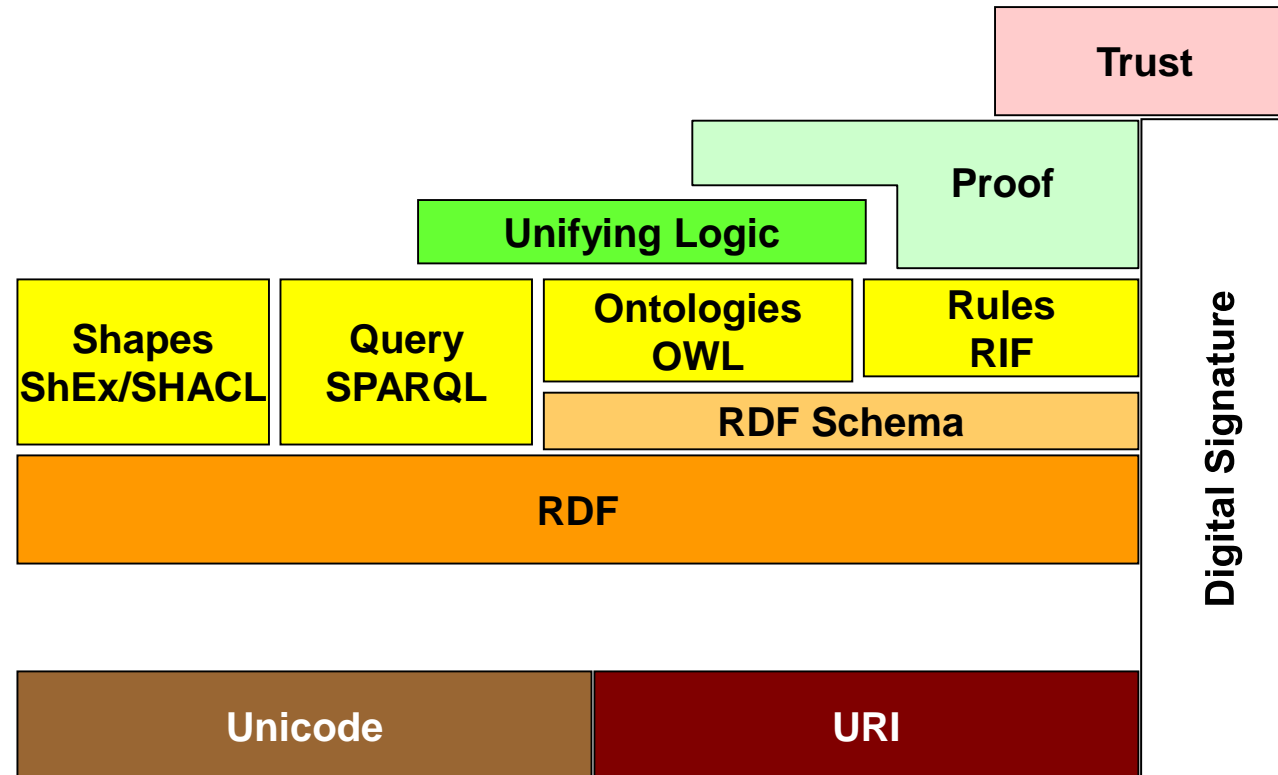 Trust
Proof
Unifying Logic
Shapes
ShEx/SHACL
Query
SPARQL
Ontologies
OWL
Rules
RIF
RDF Schema
RDF
Digital Signature
Unicode
URI